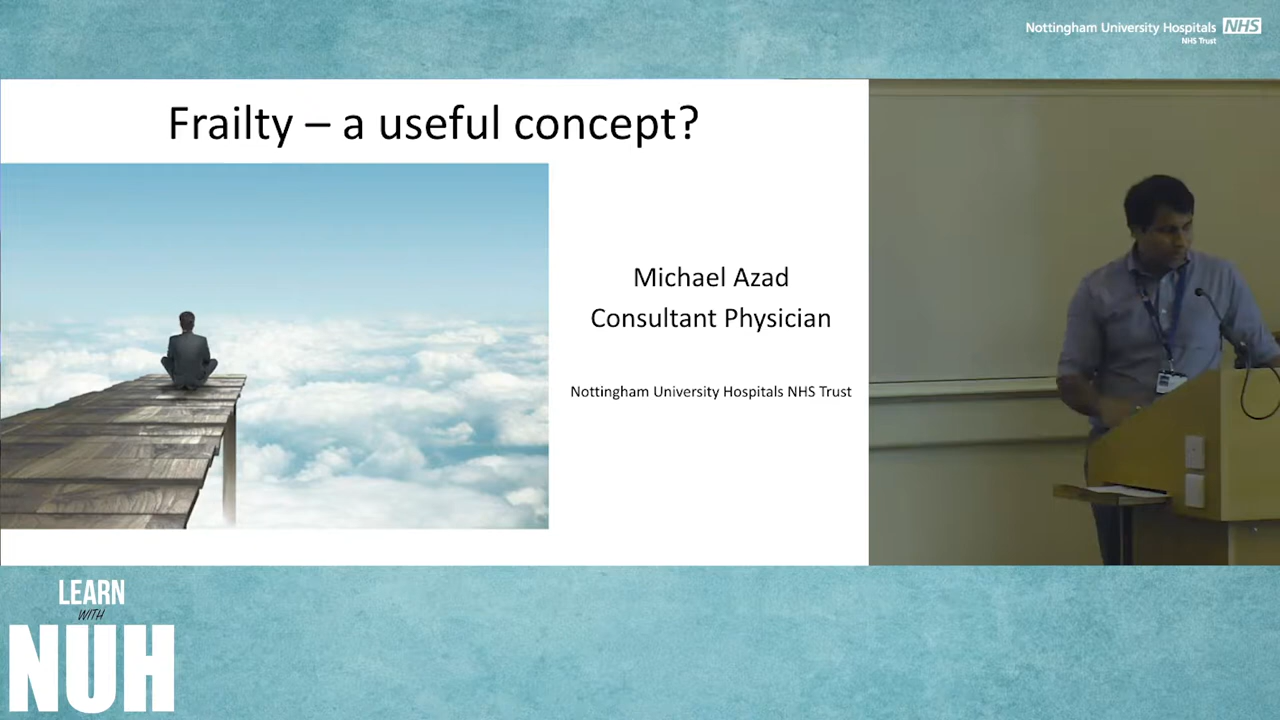 Nottingham University Hospitals NHS
NHS Trust
Frailty – a useful concept?
Michael Azad
Consultant Physician
Nottingham University Hospitals NHS Trust
LEARN
WITH
NUH